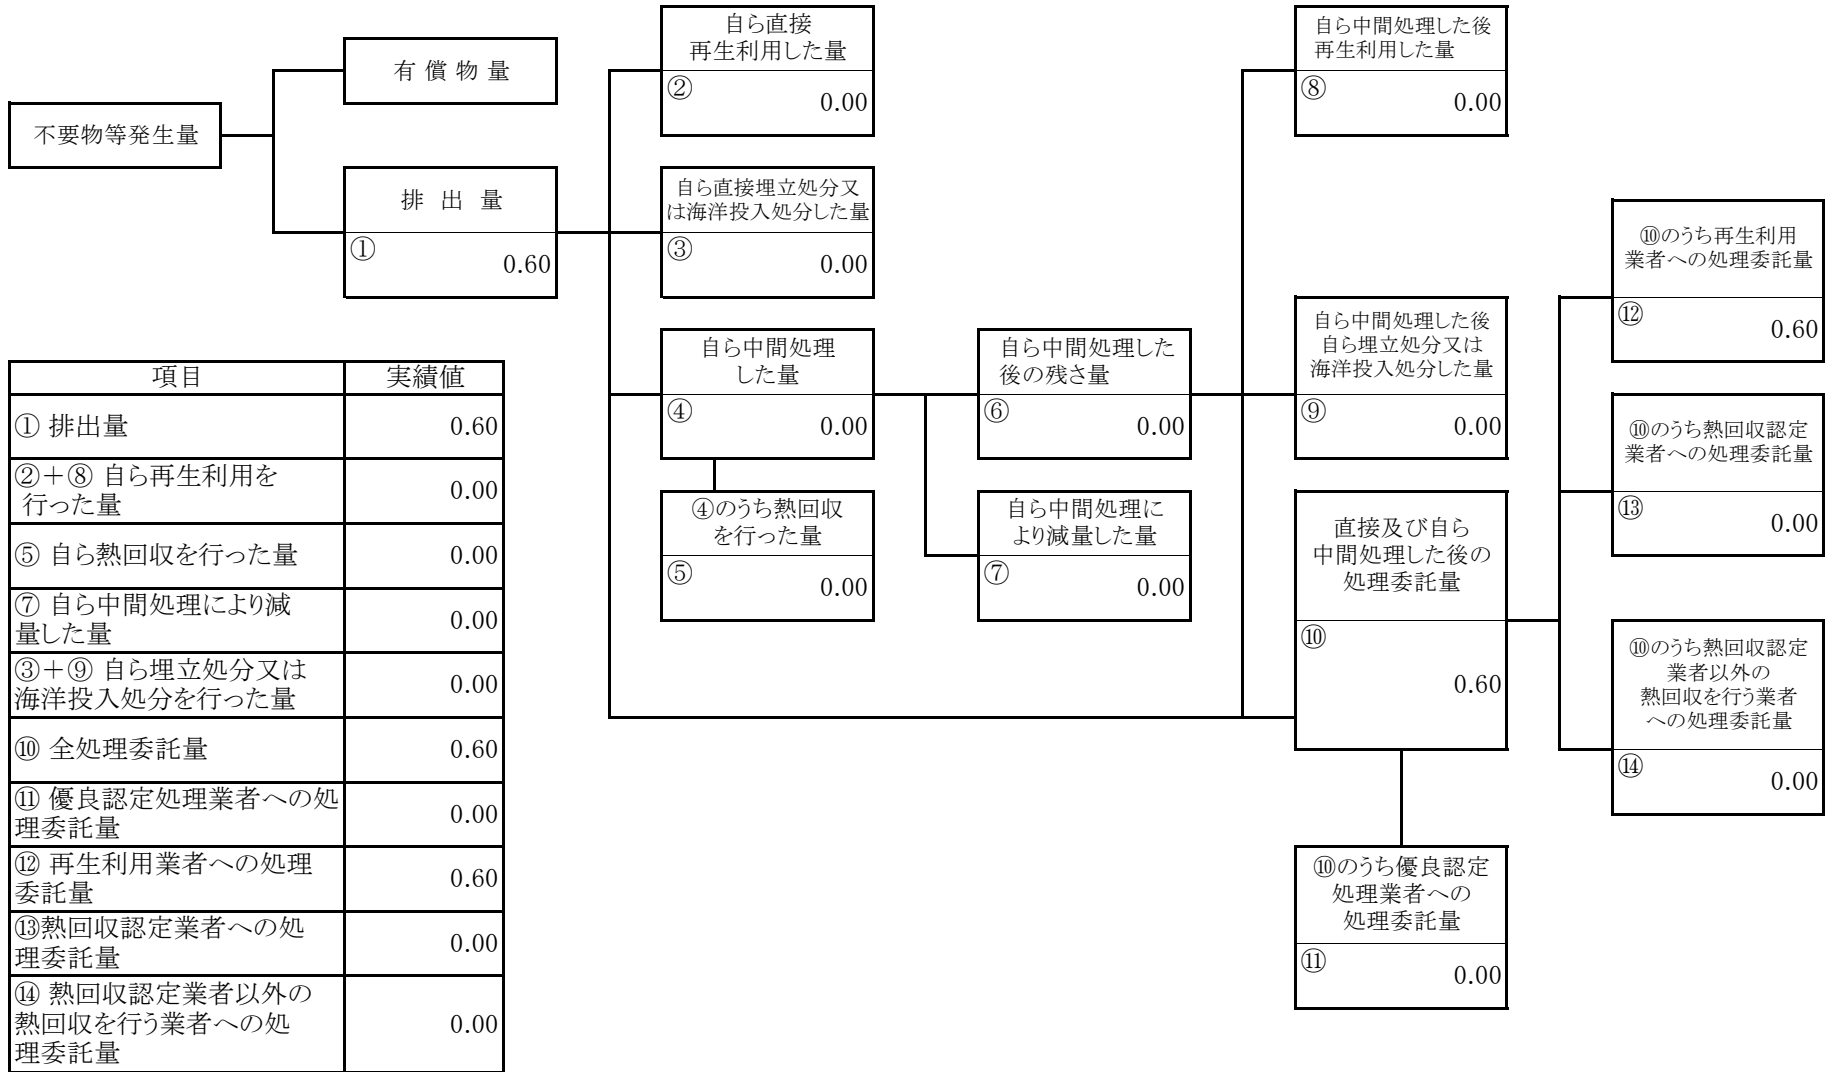 不要物等発生量
有 償 物 量
排 出 量
①
0.60
自ら直接
再生利用した量
②
0.00
自ら直接埋立処分又
は海洋投入処分した量
③
0.00
自ら中間処理
した量
④
0.00
④のうち熱回収
を行った量
⑤
0.00
自ら中間処理した
後の残さ量
⑥
0.00
自ら中間処理に
より減量した量
⑦
0.00
自ら中間処理した後
再生利用した量
⑧
0.00
自ら中間処理した後
自ら埋立処分又は
海洋投入処分した量
⑨
0.00
直接及び自ら
中間処理した後の
処理委託量
⑩
0.60
⑩のうち優良認定
処理業者への
処理委託量
⑪
0.00
⑩のうち再生利用
業者への処理委託量
⑫
0.60
⑩のうち熱回収認定
業者への処理委託量
⑬
0.00
⑩のうち熱回収認定
業者以外の
熱回収を行う業者
への処理委託量
⑭
0.00
項目 実績値
① 排出量 0.60
②＋⑧ 自ら再生利用を
行った量 0.00
⑤ 自ら熱回収を行った量 0.00
⑦ 自ら中間処理により減
量した量 0.00
③＋⑨ 自ら埋立処分又は
海洋投入処分を行った量 0.00
⑩ 全処理委託量 0.60
⑪ 優良認定処理業者への処
理委託量 0.00
⑫ 再生利用業者への処理
委託量 0.60
⑬熱回収認定業者への処
理委託量 0.00
⑭ 熱回収認定業者以外の
熱回収を行う業者への処
理委託量 0.00